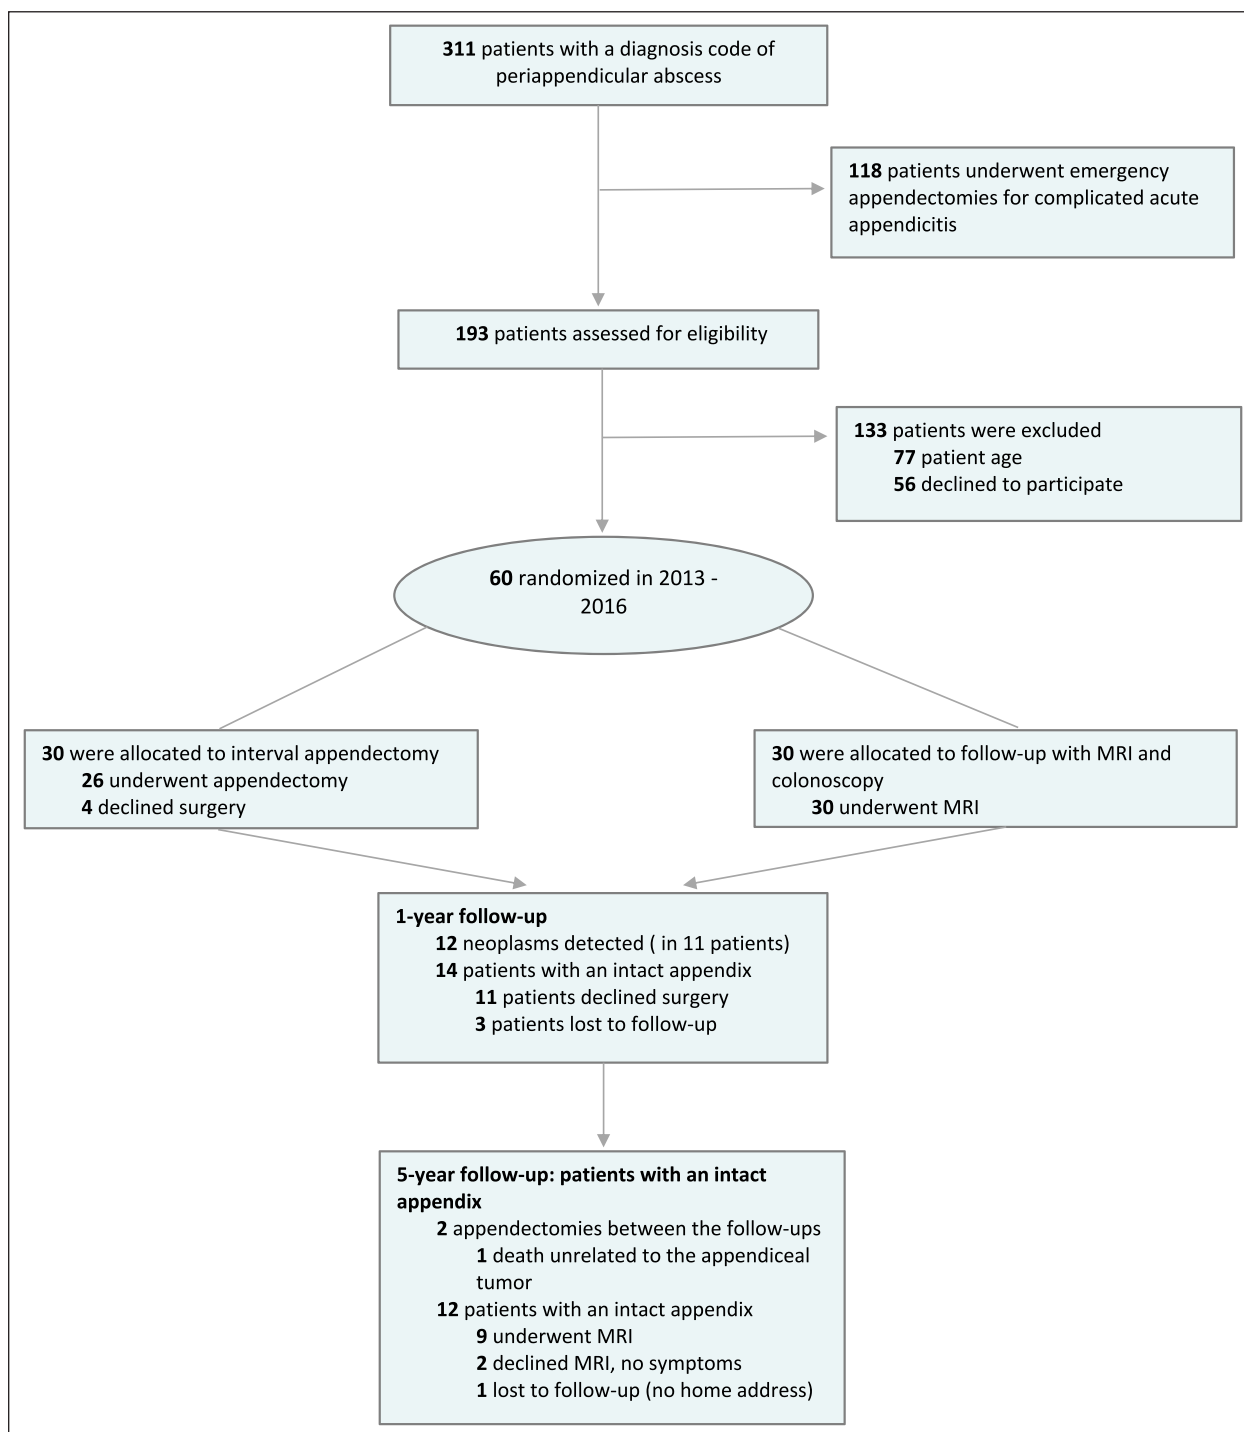 311 patients with a diagnosis code of
periappendicular abscess
118 patients underwent emergency
appendectomies for complicated acute
appendicitis
193 patients assessed for eligibility
133 patients were excluded
77 patient age
56 declined to participate
60 randomized in 2013 -
2016
30 were allocated to interval appendectomy
26 underwent appendectomy
4 declined surgery
30 were allocated to follow-up with MRI and
colonoscopy
30 underwent MRI
1-year follow-up
12 neoplasms detected ( in 11 patients)
14 patients with an intact appendix
11 patients declined surgery
3 patients lost to follow-up
5-year follow-up: patients with an intact
appendix
2 appendectomies between the follow-ups
1 death unrelated to the appendiceal
tumor
12 patients with an intact appendix
9 underwent MRI
2 declined MRI, no symptoms
1 lost to follow-up (no home address)